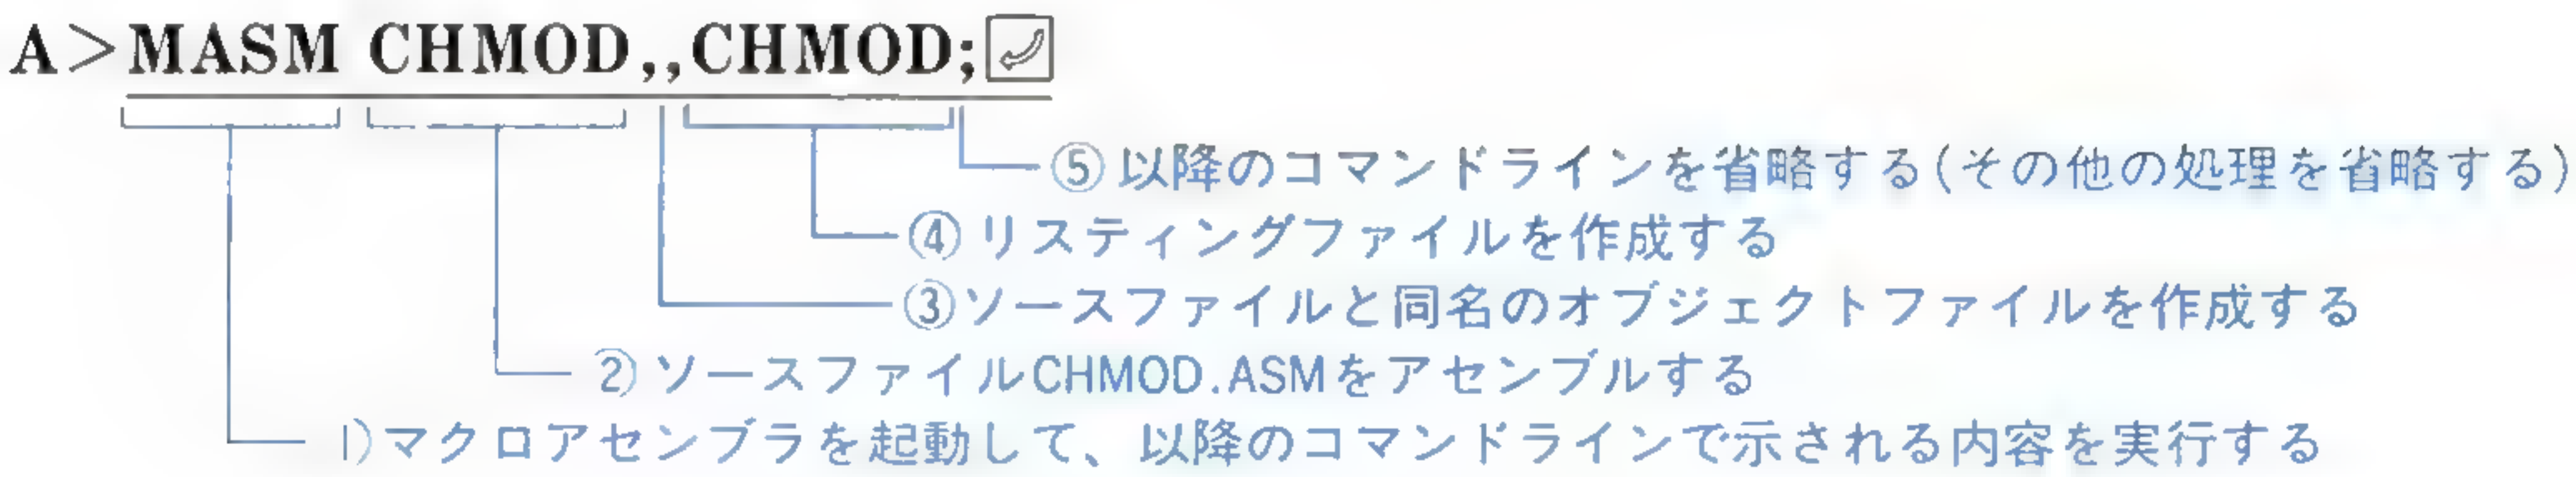 A>MASM CHMOD,,CHMOD;
⑤以降のコマンドラインを省略する(その他の処理を省略する)
④リスティングファイルを作成する
③ソースファイルと同名のオブジェクトファイルを作成する
②ソースファイルCHMOD.ASMをアセンブルする
①マクロアセンブラを起動して、以降のコマンドラインで示される内容を実行する